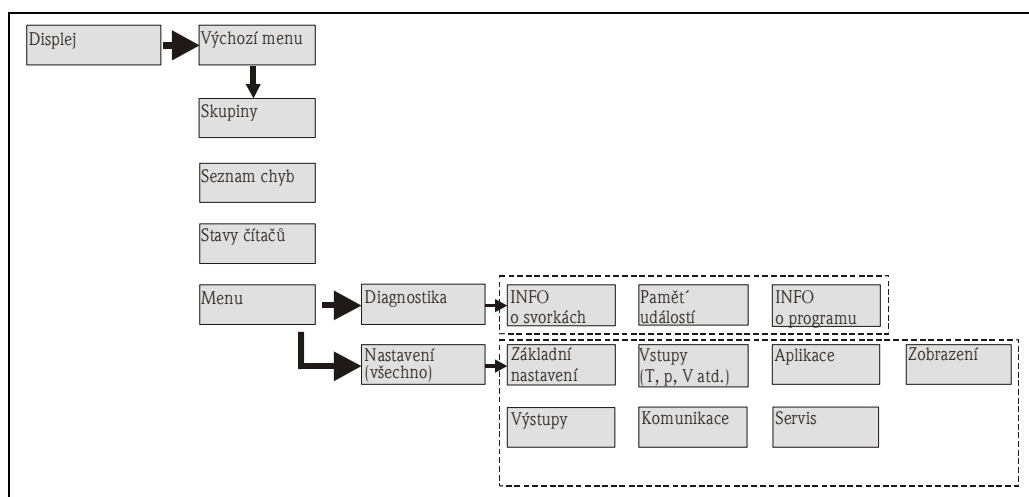 Displej
Výchozí menu
Skupiny
Seznam chyb
Stavy čítačů
Menu
Diagnostika
INFO
o svorkách
Pamět´
událostí
INFO
o programu
Nastavení
(všechno)
Základní
nastavení
Vstupy
(T, p, V atd.)
Aplikace
Zobrazení
Výstupy
Komunikace
Servis